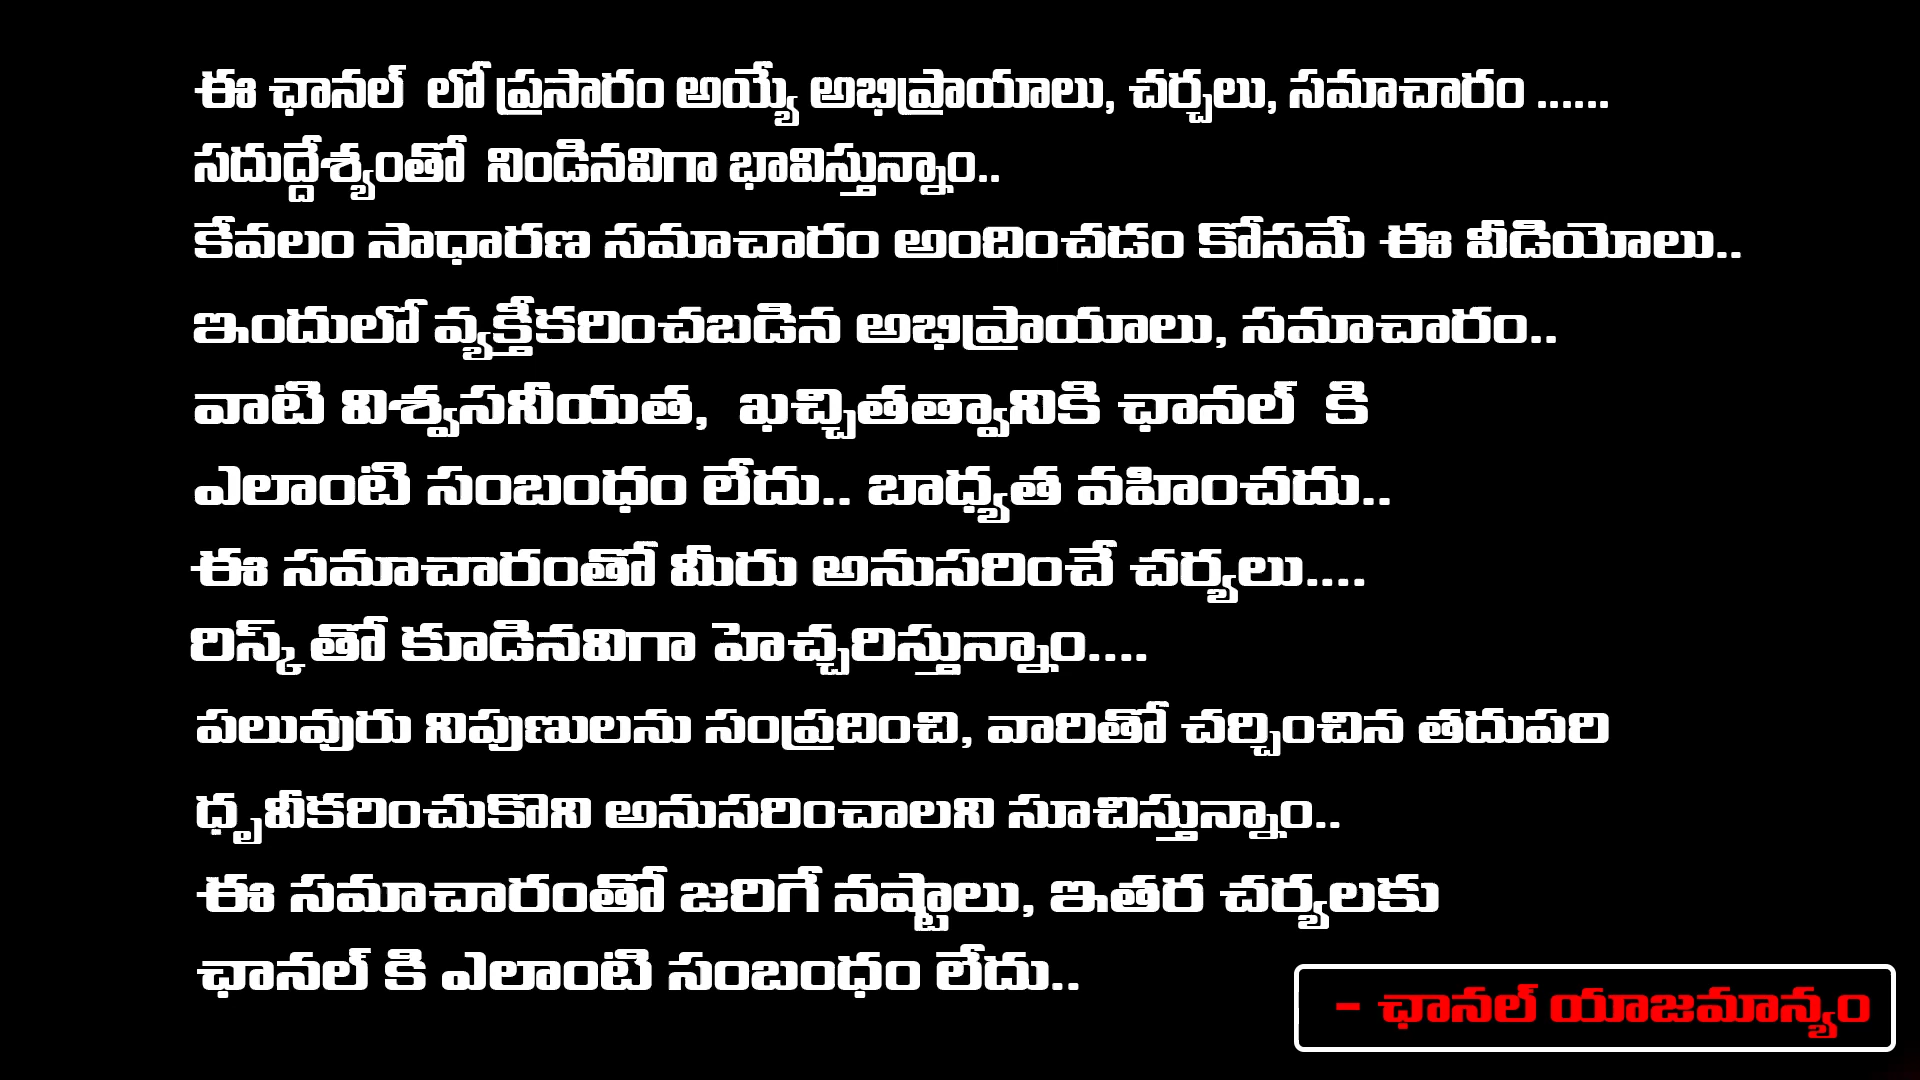 ఈ ఛానల్ లో ప్రసారం అయ్యే అభిప్రాయాలు, చర్చలు, సమాచారం ......
సదుద్దేశ్యంతో నిండినవిగా భావిస్తున్నాం..
కేవలం సాధారణ సమాచారం అందించడం కోసమే ఈ వీడియోలు..
ఇందులో వ్యక్తీకరించబడిన అభిప్రాయాలు, సమాచారం..
వాటి విశ్వసనీయత, ఖచ్చితత్వానికి ఛానల్ కి
ఎలాంటి సంబంధం లేదు.. బాధ్యత వహించదు..
ఈ సమాచారంతో మీరు అనుసరించే చర్యలు....
రిస్క్ తో కూడినవిగా హెచ్చరిస్తున్నాం....
పలువురు నిపుణులను సంప్రదించి, వారితో చర్చించిన తదుపరి
ధృవీకరించుకొని అనుసరించాలని సూచిస్తున్నాం..
ఈ సమాచారంతో జరిగే నష్టాలు, ఇతర చర్యలకు
ఛానల్ కి ఎలాంటి సంబంధం లేదు..
- ఛానల్ యాజమాన్యం